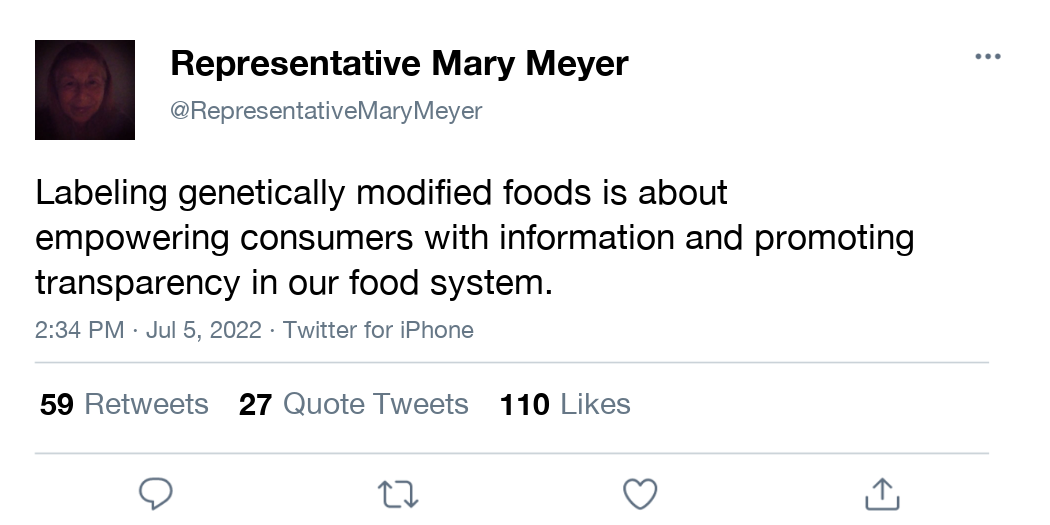 Representative Mary Meyer
@RepresentativeMaryMeyer
Labeling genetically modified foods is about
empowering consumers with information and promoting
transparency in our food system.
2:34 PM · Jul 5, 2022 · Twitter for iPhone
59 Retweets 27 Quote Tweets 110 Likes